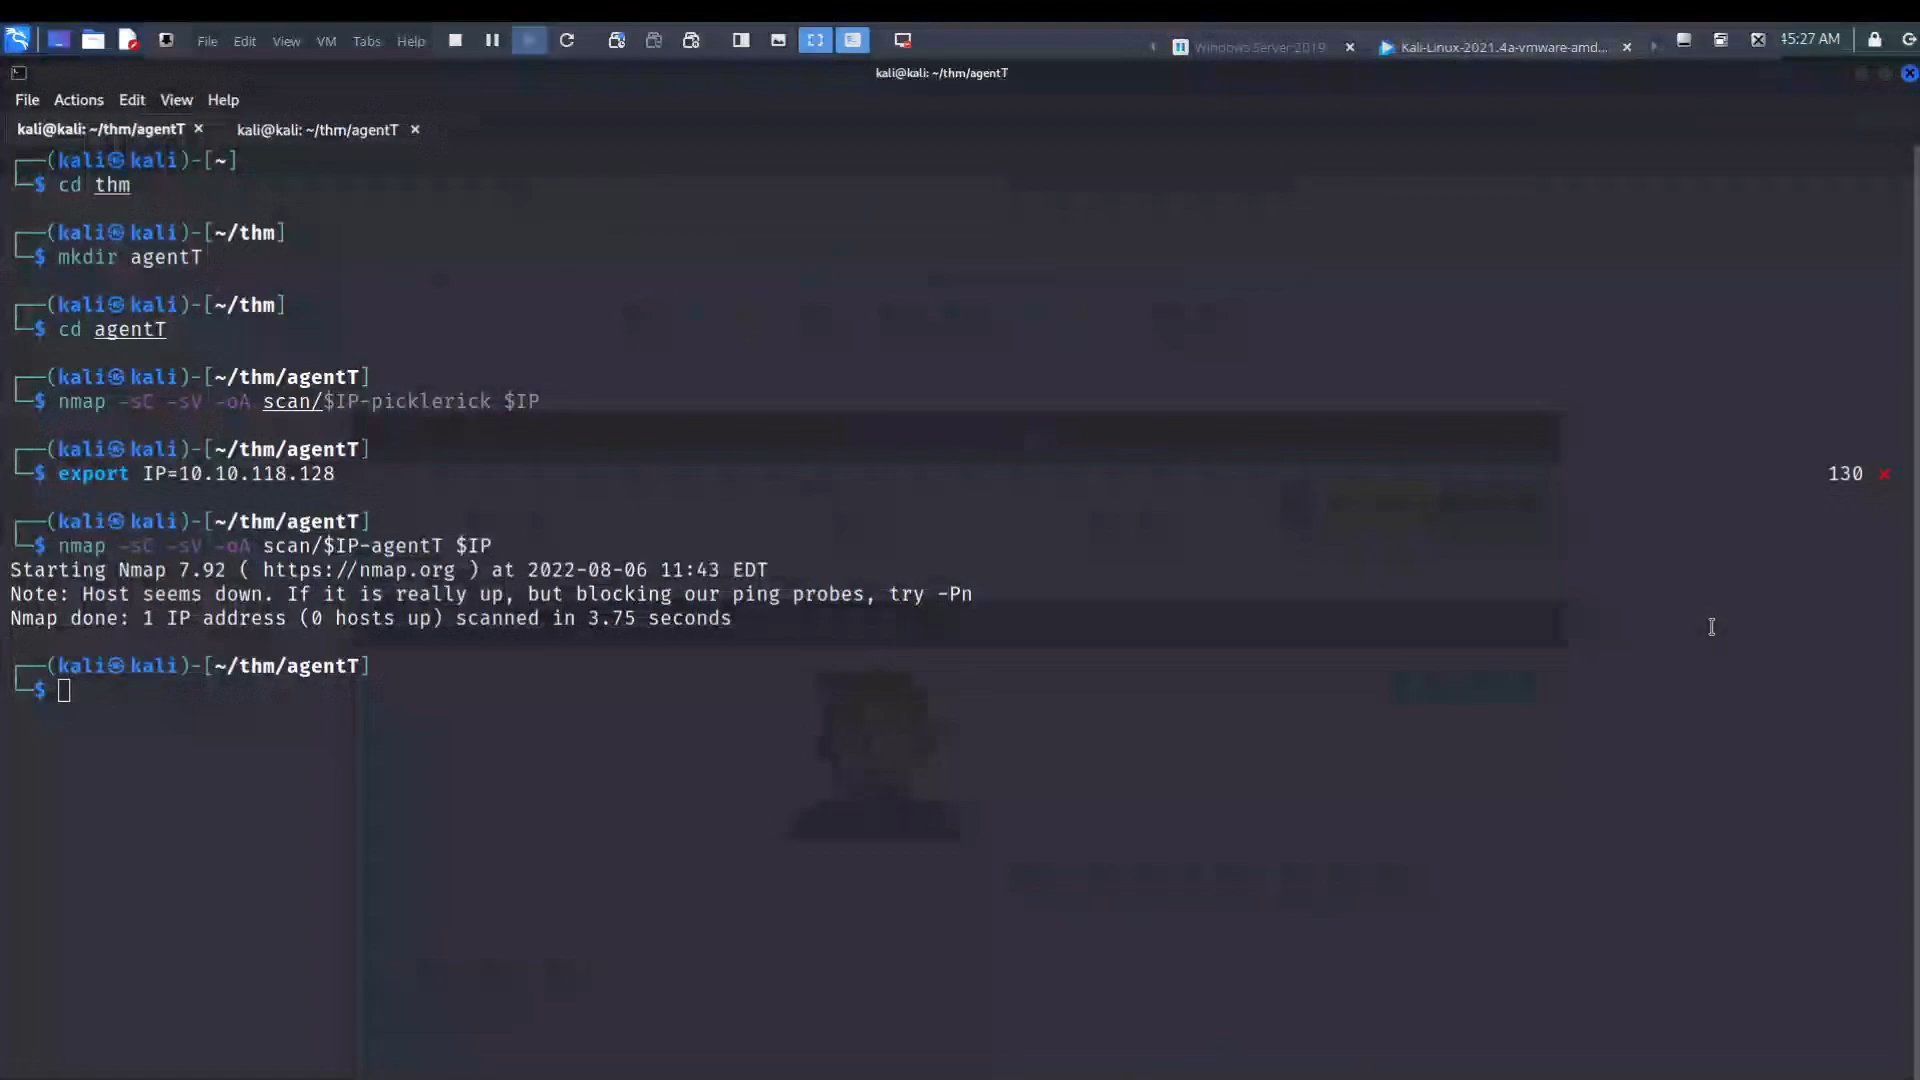 File Edit View VM Tabs Help
Windows Server 2019 × Kali-Linux-2021.4a-vmware-amd... × 45:27 AM
kali@kali: ~/thm/agentT
File Actions Edit View Help
kali@kali: ~/thm/agentT × kali@kali: ~/thm/agentT ×
┌──(kali㉿kali)-[~]
└─$ cd thm
┌──(kali㉿kali)-[~/thm]
└─$ mkdir agentT
┌──(kali㉿kali)-[~/thm]
└─$ cd agentT
┌──(kali㉿kali)-[~/thm/agentT]
└─$ nmap -sC -sV -oA scan/$IP-picklerick $IP
┌──(kali㉿kali)-[~/thm/agentT]
└─$ export IP=10.10.118.128 130 ⨯
┌──(kali㉿kali)-[~/thm/agentT]
└─$ nmap -sC -sV -oA scan/$IP-agentT $IP
Starting Nmap 7.92 ( https://nmap.org ) at 2022-08-06 11:43 EDT
Note: Host seems down. If it is really up, but blocking our ping probes, try -Pn
Nmap done: 1 IP address (0 hosts up) scanned in 3.75 seconds
┌──(kali㉿kali)-[~/thm/agentT]
└─$